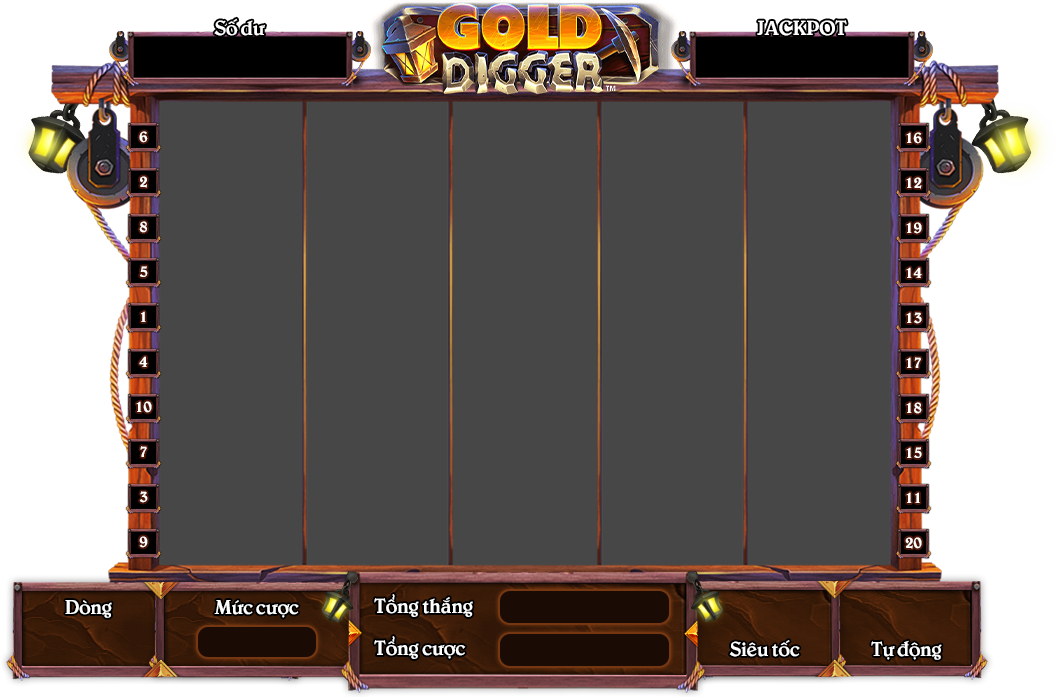 Số dư
GOLD
DIGGER™
JACKPOT
6
2
8
5
1
4
10
7
3
9
16
12
19
14
13
17
18
15
11
20
Dòng
Mức cược
Tổng thắng
Tổng cược
Siêu tốc
Tự động